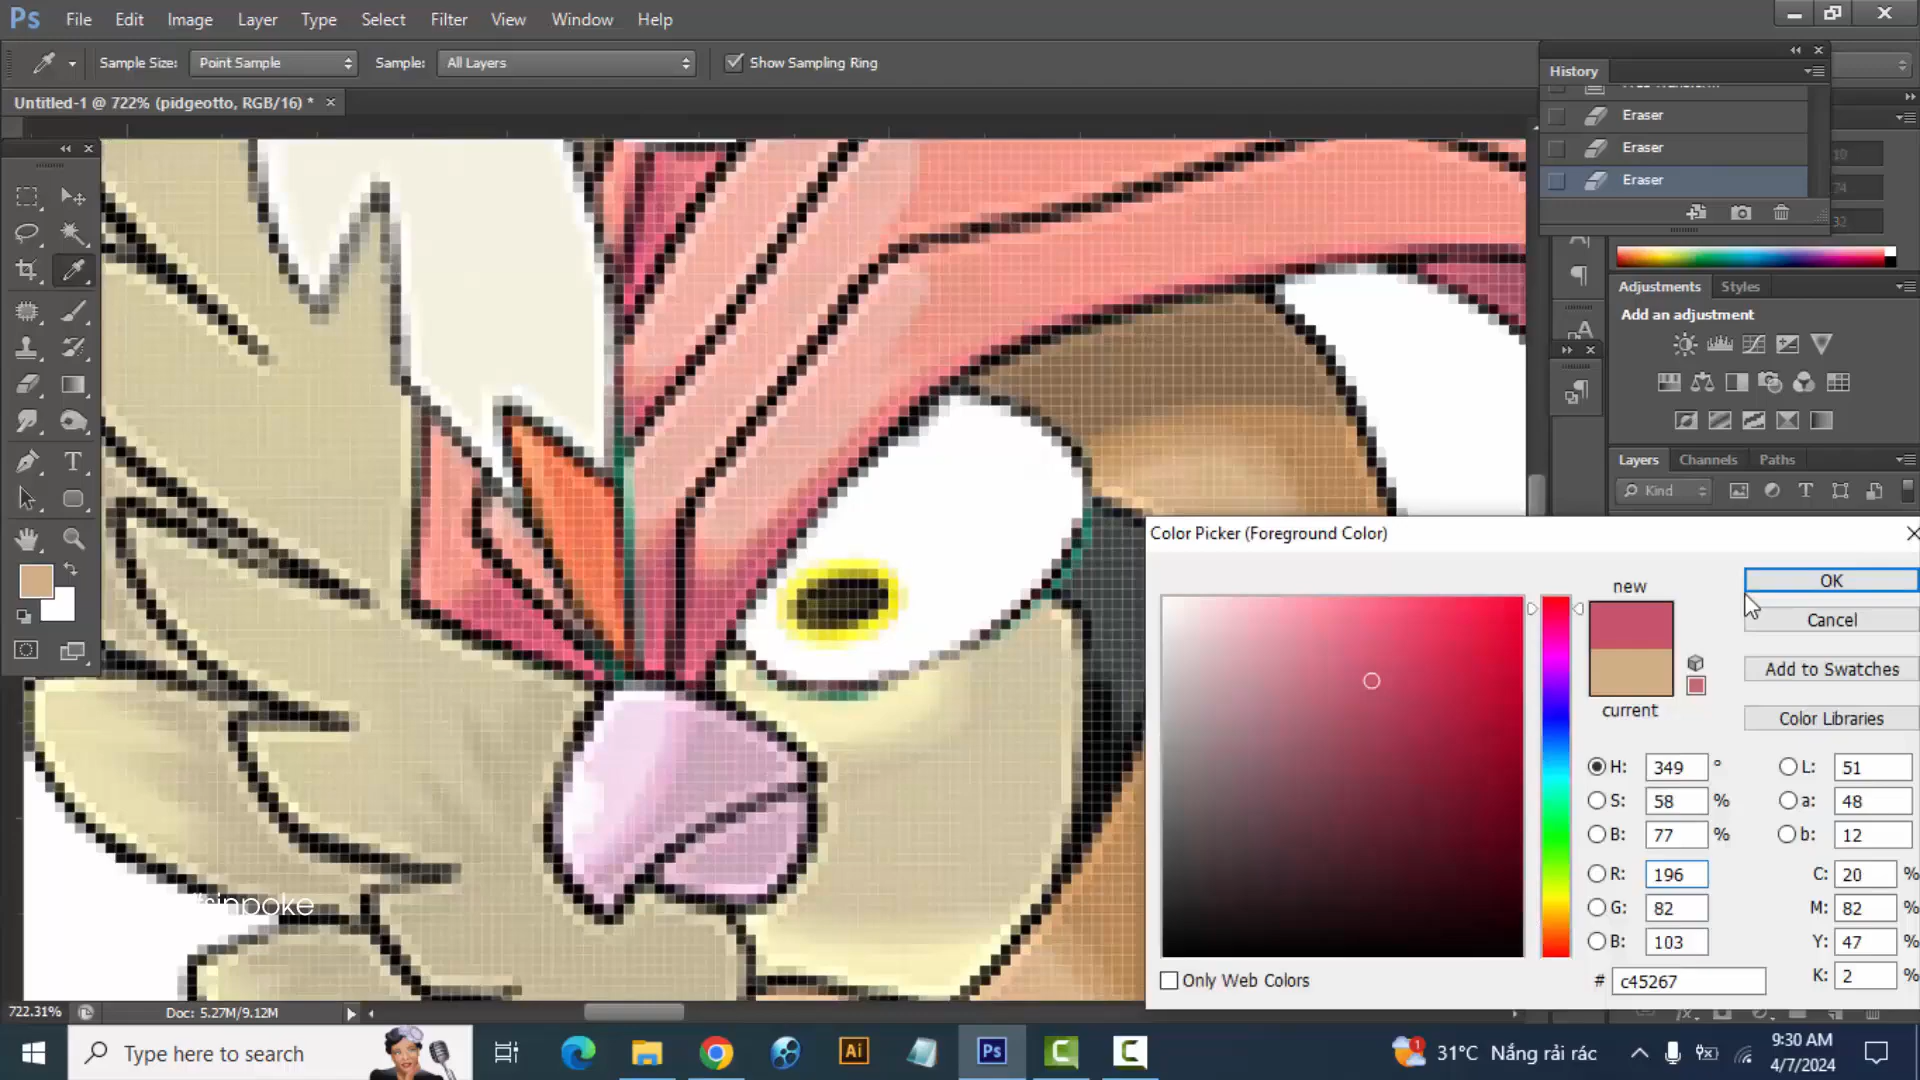 Ps File Edit Image Layer Type Select Filter View Window Help
Sample Size: Point Sample Sample: All Layers Show Sampling Ring
Untitled-1 @ 722% (pidgeotto, RGB/16) * ×
History
Eraser
Eraser
Eraser
Adjustments Styles
Add an adjustment
Layers Channels Paths
Kind
Color Picker (Foreground Color)
new
current
OK
Cancel
Add to Swatches
Color Libraries
H: 349 ° L: 51
S: 58 % a: 48
B: 77 % b: 12
R: 196 C: 20 %
G: 82 M: 82 %
B: 103 Y: 47 %
# c45267 K: 2 %
Only Web Colors
722.31% Doc: 5.27M/9.12M
Type here to search
Ai Ps
1 31°C Nắng rải rác
9:30 AM
4/7/2024